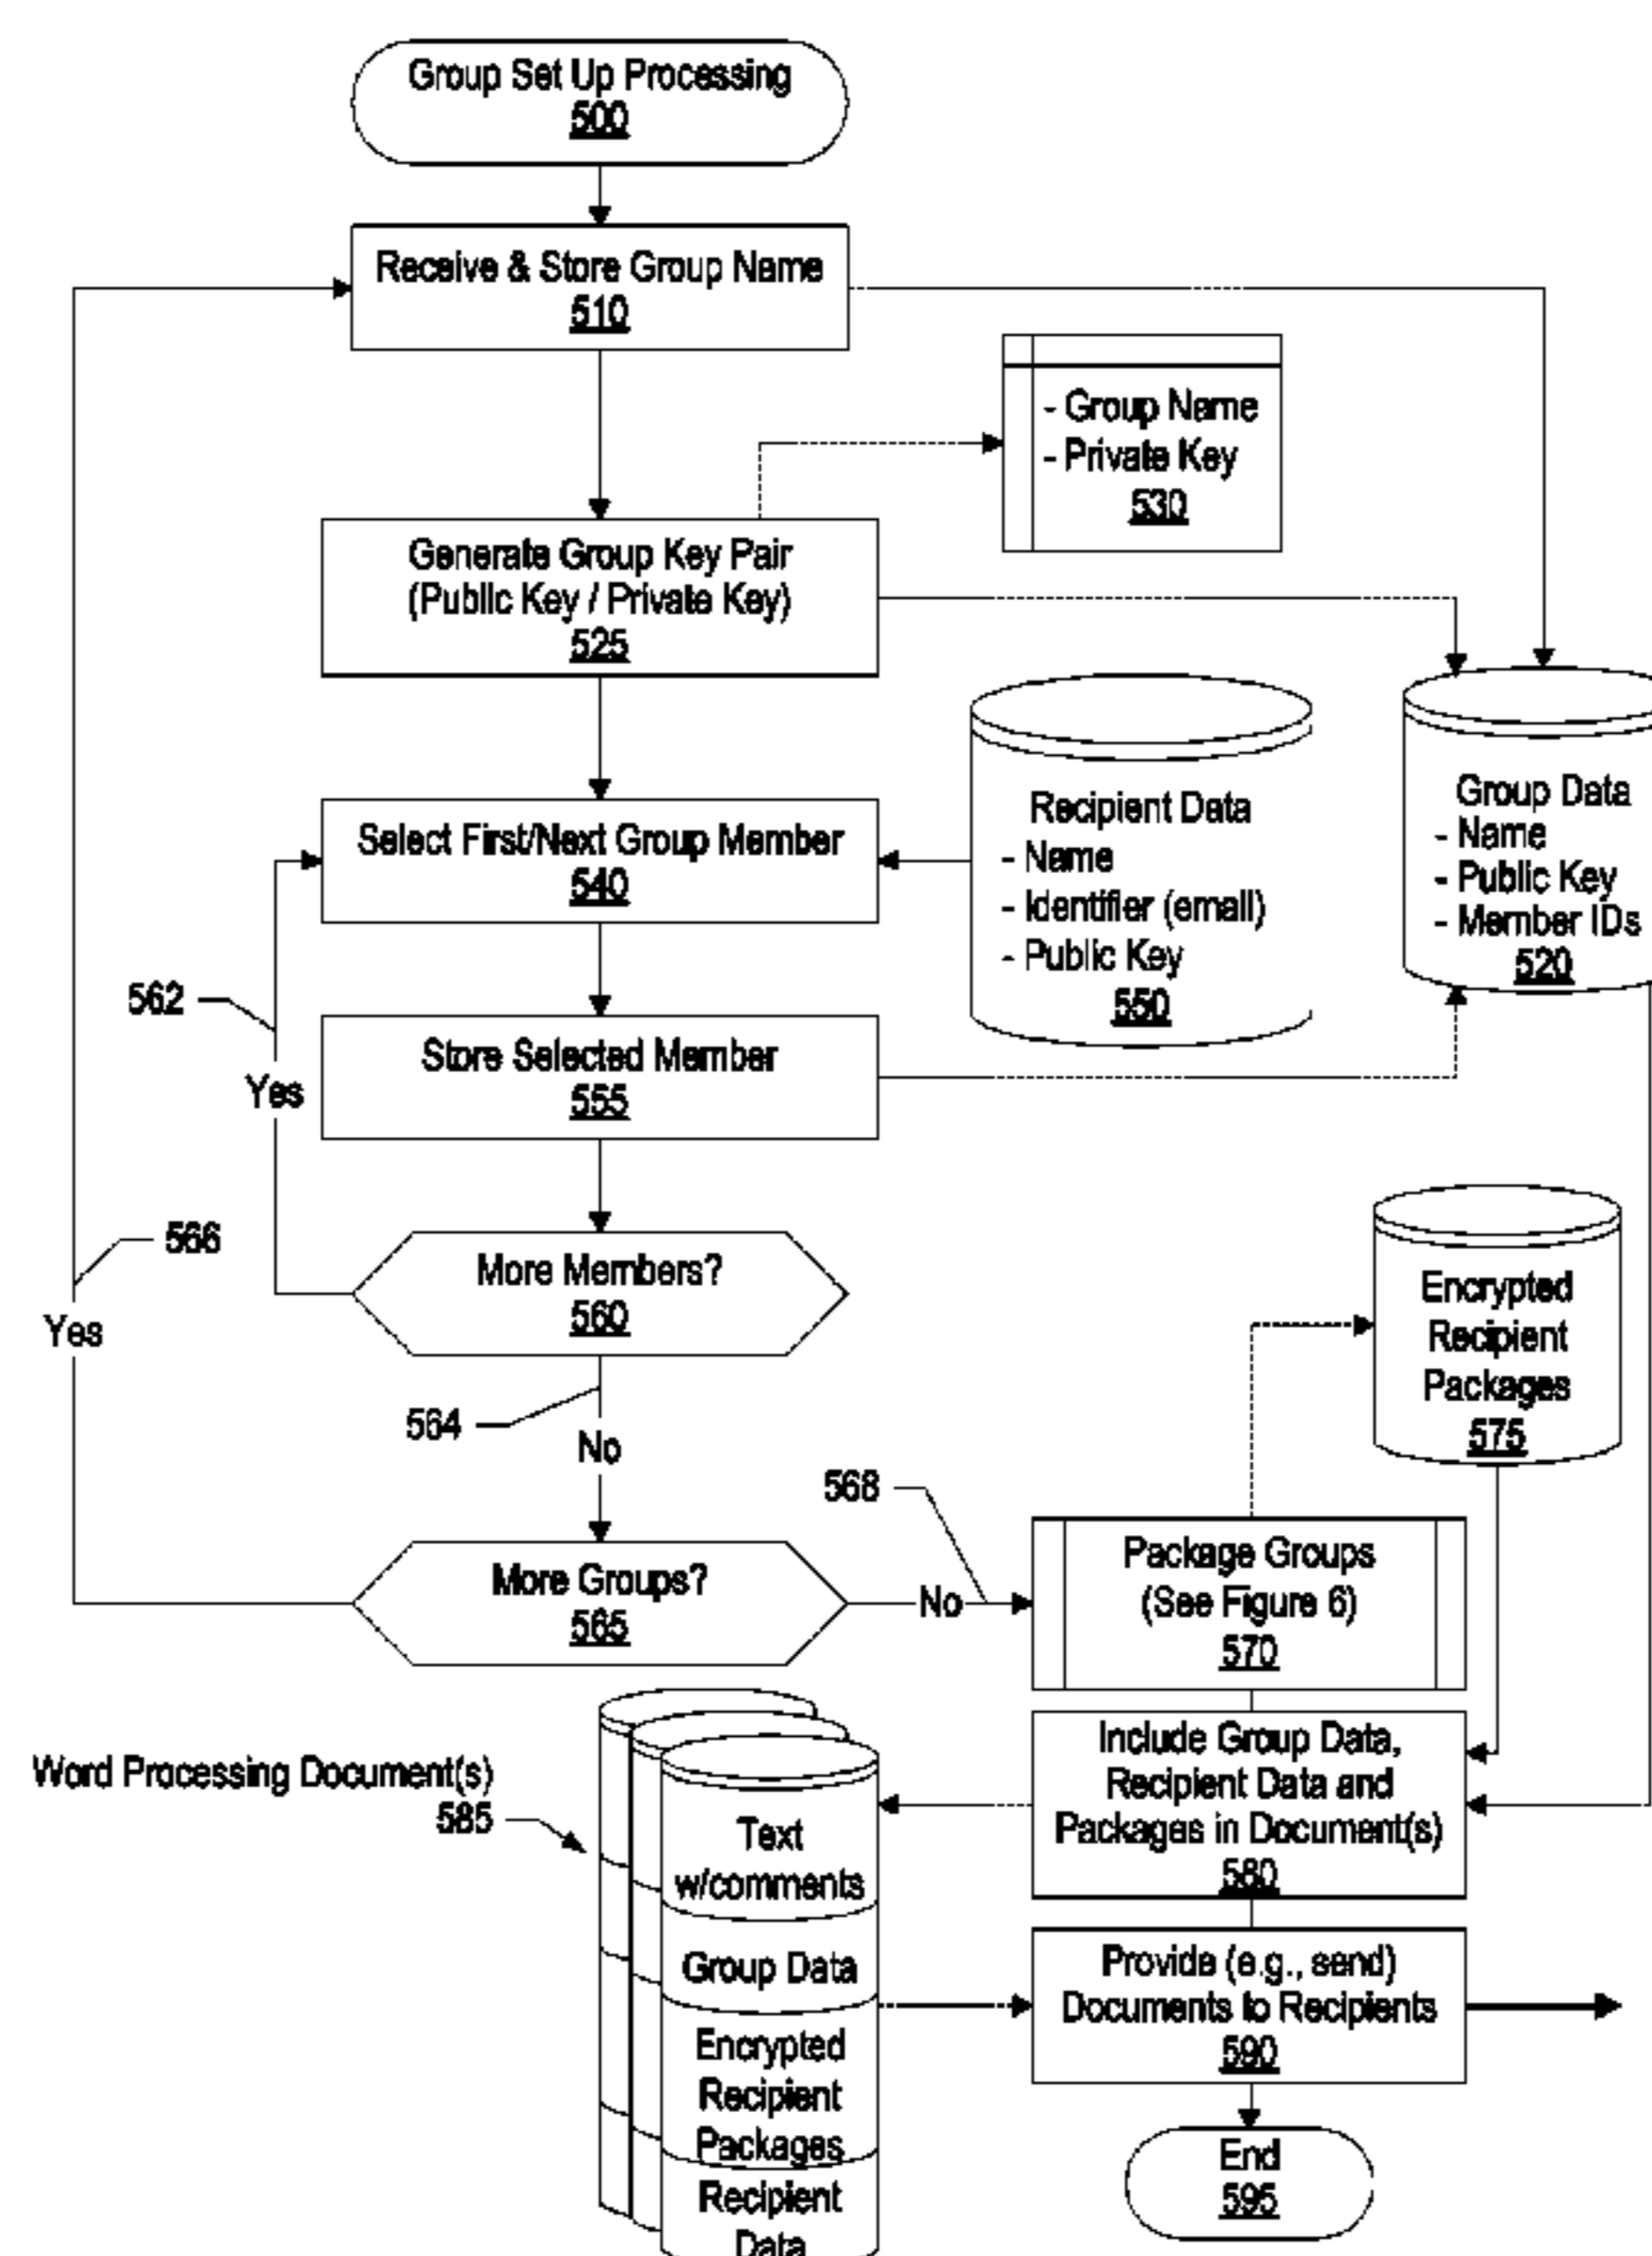 Group Set Up Processing
500
Receive & Store Group Name
510
- Group Name
- Private Key
530
Generate Group Key Pair
(Public Key / Private Key)
525
Recipient Data
- Name
- Identifier (email)
- Public Key
550
Group Data
- Name
- Public Key
- Member IDs
520
Select First/Next Group Member
540
562
Yes
Store Selected Member
555
566
Yes
More Members?
560
564
No
Encrypted
Recipient
Packages
575
568
More Groups?
565
No
Package Groups
(See Figure 6)
570
Word Processing Document(s)
585
Include Group Data,
Recipient Data and
Packages in Document(s)
580
Text
w/comments
Group Data
Encrypted
Recipient
Packages
Recipient
Data
Provide (e.g., send)
Documents to Recipients
590
End
595